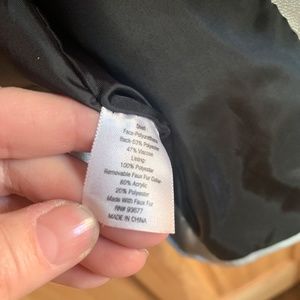 Shell
Face-Polyurethane
Back-53% Polyester
47% Viscose
Lining:
100% Polyester
Removable Faux Fur Collar
80% Acrylic
20% Polyester
Made With Faux Fur
RN# 93677
MADE IN CHINA